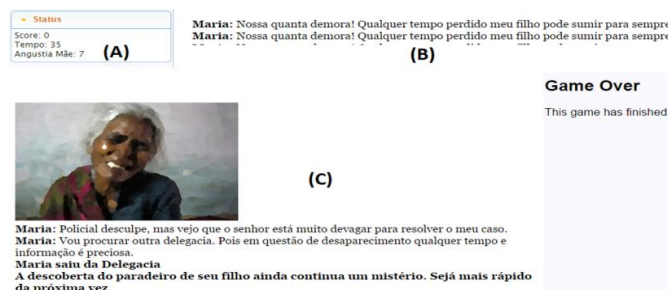 Status
Score: 0
Tempo: 35
Angustia Mãe: 7
(A)
Maria: Nossa quanta demora! Qualquer tempo perdido meu filho pode sumir para sempre
Maria: Nossa quanta demora! Qualquer tempo perdido meu filho pode sumir para sempre
(B)
Game Over
This game has finished
(C)
Maria: Policial desculpe, mas vejo que o senhor está muito devagar para resolver o meu caso.
Maria: Vou procurar outra delegacia. Pois em questão de desaparecimento qualquer tempo e
informação é preciosa.
Maria saiu da Delegacia
A descoberta do paradeiro de seu filho ainda continua um mistério. Sejá mais rápido
da próxima vez